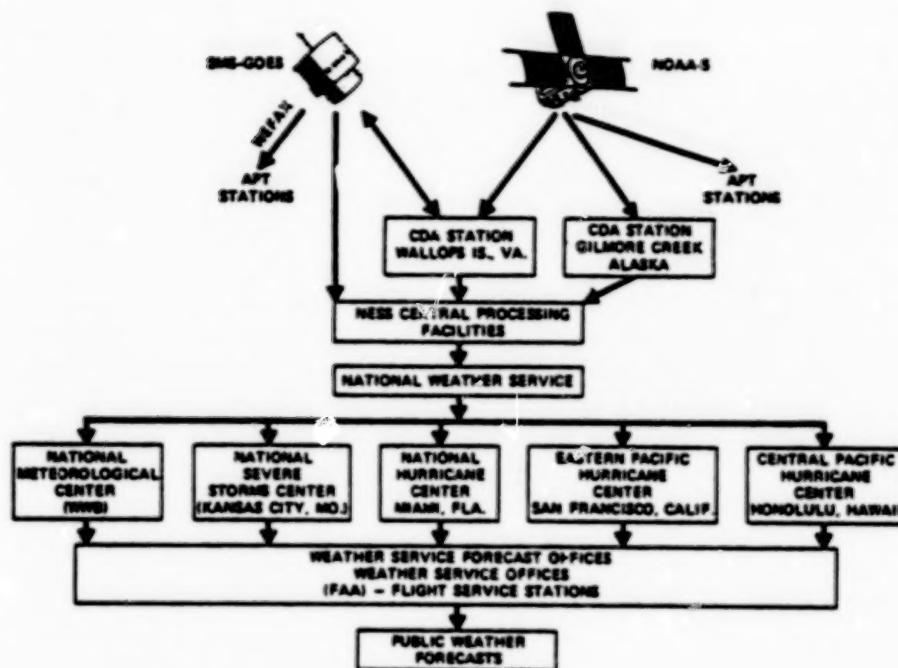 SMS-GOES
NOAA-5
WEFAX
APT
STATIONS
APT
STATIONS
CDA STATION
WALLOPS IS., VA.
CDA STATION
GILMORE CREEK
ALASKA
NESS CENTRAL PROCESSING
FACILITIES
NATIONAL WEATHER SERVICE
NATIONAL
METEOROLOGICAL
CENTER
(WWB)
NATIONAL
SEVERE
STORMS CENTER
(KANSAS CITY, MO.)
NATIONAL
HURRICANE
CENTER
MIAMI, FLA.
EASTERN PACIFIC
HURRICANE
CENTER
SAN FRANCISCO, CALIF.
CENTRAL PACIFIC
HURRICANE
CENTER
HONOLULU, HAWAII
WEATHER SERVICE FORECAST OFFICES
WEATHER SERVICE OFFICES
(FAA) – FLIGHT SERVICE STATIONS
PUBLIC WEATHER
FORECASTS